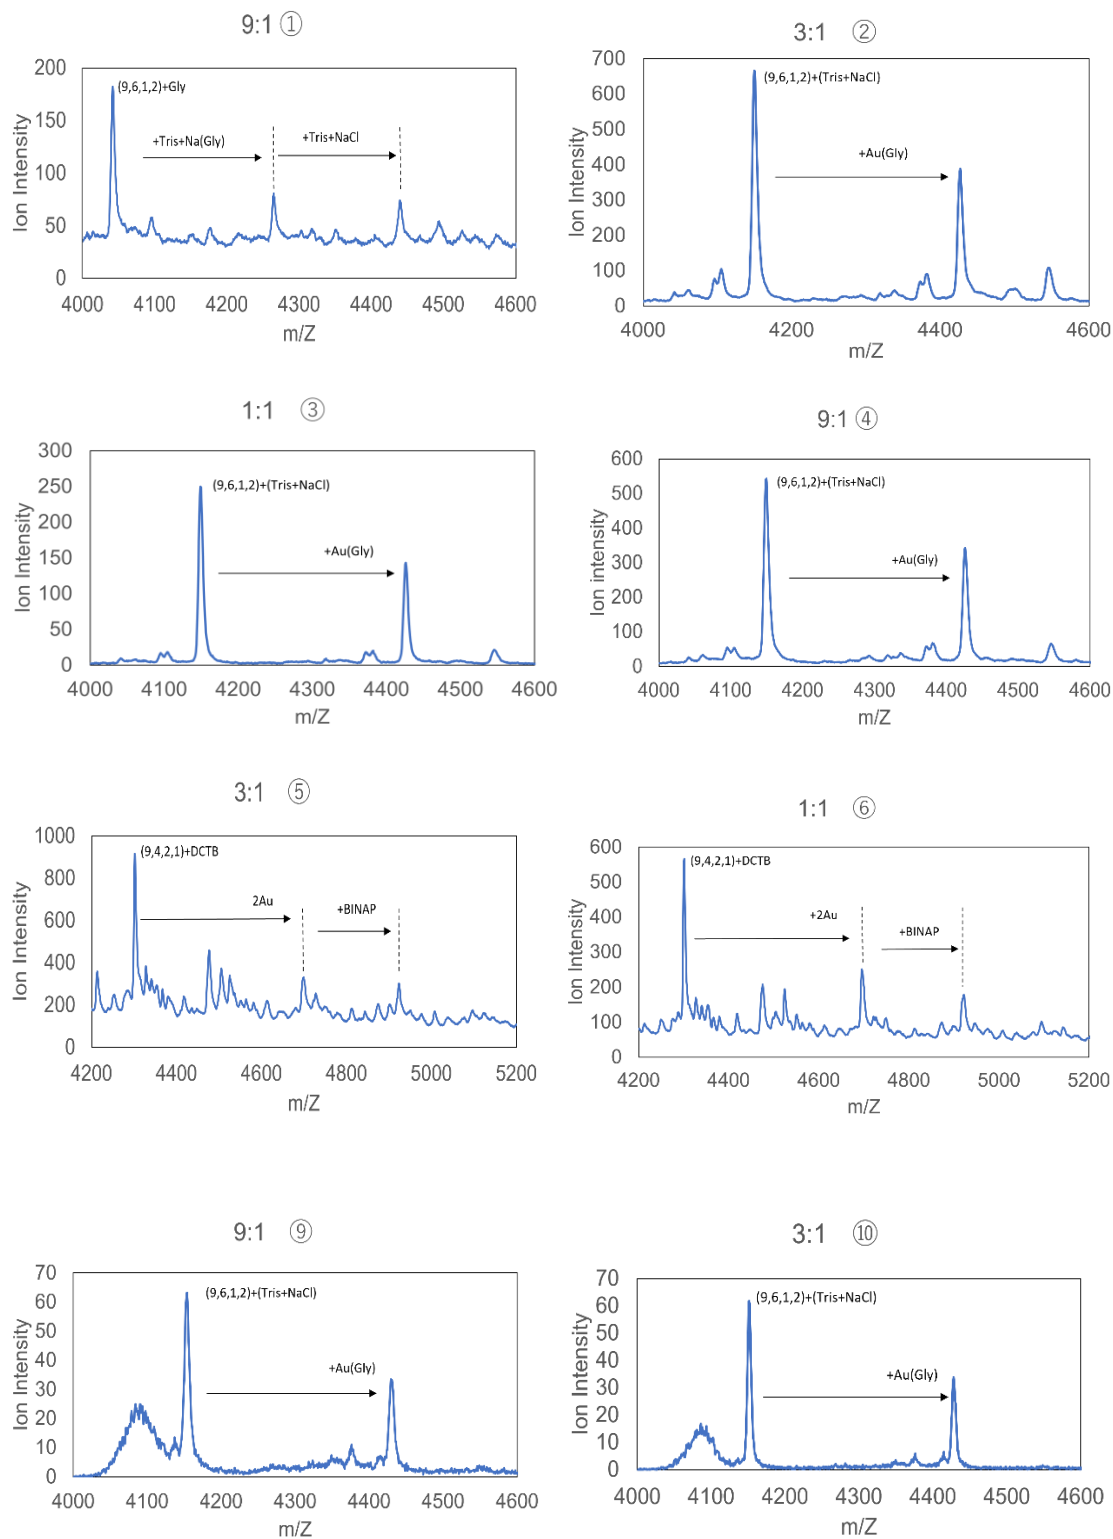 9:1 ①
200
150
100
50
0
Ion Intensity
(9,6,1,2)+Gly
+Tris+Na(Gly)
+Tris+NaCl
4000 4100 4200 4300 4400 4500 4600
m/Z
3:1 ②
700
600
500
400
300
200
100
0
Ion Intensity
(9,6,1,2)+(Tris+NaCl)
+Au(Gly)
4000 4200 4400 4600
m/Z
1:1 ③
300
250
200
150
100
50
0
Ion Intensity
(9,6,1,2)+(Tris+NaCl)
+Au(Gly)
4000 4100 4200 4300 4400 4500 4600
m/Z
9:1 ④
600
500
400
300
200
100
0
Ion intensity
(9,6,1,2)+(Tris+NaCl)
+Au(Gly)
4000 4100 4200 4300 4400 4500 4600
m/Z
3:1 ⑤
1000
800
600
400
200
0
Ion Intensity
(9,4,2,1)+DCTB
2Au
+BINAP
4200 4400 4600 4800 5000 5200
m/Z
1:1 ⑥
600
500
400
300
200
100
0
Ion Intensity
(9,4,2,1)+DCTB
+2Au
+BINAP
4200 4400 4600 4800 5000 5200
m/Z
9:1 ⑨
70
60
50
40
30
20
10
0
Ion Intensity
(9,6,1,2)+(Tris+NaCl)
+Au(Gly)
4000 4100 4200 4300 4400 4500 4600
m/Z
3:1 ⑩
70
60
50
40
30
20
10
0
Ion Intensity
(9,6,1,2)+(Tris+NaCl)
+Au(Gly)
4000 4100 4200 4300 4400 4500 4600
m/Z